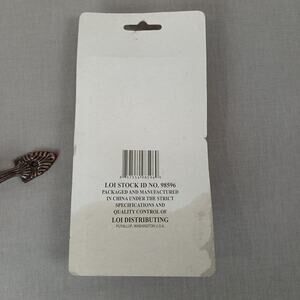 LOI STOCK ID NO. 98596
PACKAGED AND MANUFACTURED
IN CHINA UNDER THE STRICT
SPECIFICATIONS AND
QUALITY CONTROL OF
LOI DISTRIBUTING
PUYALLUP, WASHINGTON U.S.A.